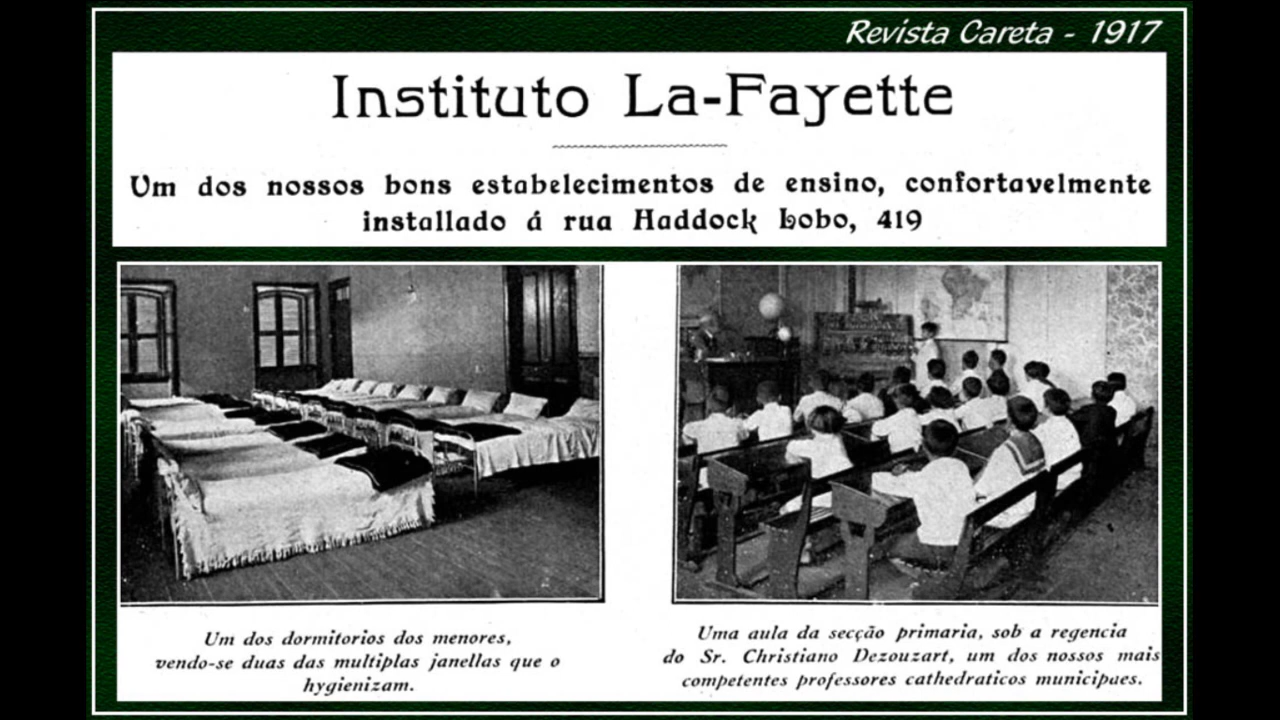 Revista Careta - 1917
Instituto La-Fayette
Um dos nossos bons estabelecimentos de ensino, confortavelmente
installado á rua Haddock Lobo, 419
Um dos dormitorios dos menores,
vendo-se duas das multiplas janellas que o
hygienizam.
Uma aula da secção primaria, sob a regencia
do Sr. Christiano Dezouzart, um dos nossos mais
competentes professores cathedraticos municipaes.